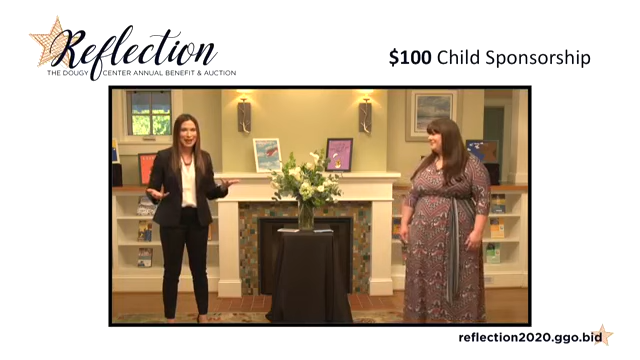 Reflection
THE DOUGY CENTER ANNUAL BENEFIT & AUCTION
$100 Child Sponsorship
reflection2020.ggo.bid